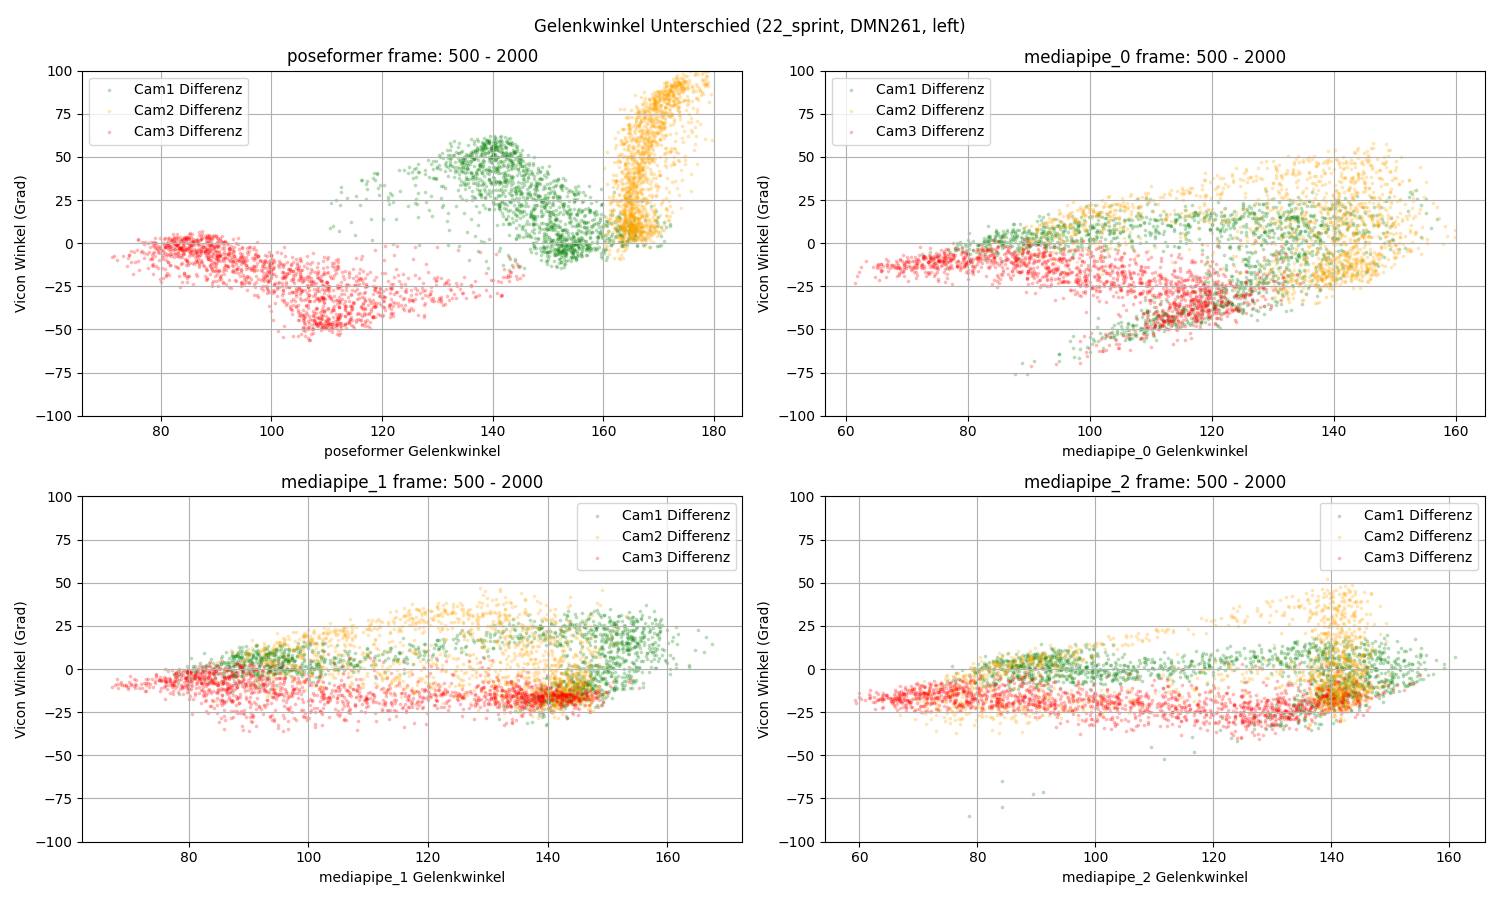 Gelenkwinkel Unterschied (22_sprint, DMN261, left)
poseformer frame: 500 - 2000
100
75
50
25
0
−25
−50
−75
−100
Vicon Winkel (Grad)
Cam1 Differenz
Cam2 Differenz
Cam3 Differenz
80 100 120 140 160 180
poseformer Gelenkwinkel
mediapipe_0 frame: 500 - 2000
100
75
50
25
0
−25
−50
−75
−100
Vicon Winkel (Grad)
Cam1 Differenz
Cam2 Differenz
Cam3 Differenz
60 80 100 120 140 160
mediapipe_0 Gelenkwinkel
mediapipe_1 frame: 500 - 2000
100
75
50
25
0
−25
−50
−75
−100
Vicon Winkel (Grad)
Cam1 Differenz
Cam2 Differenz
Cam3 Differenz
80 100 120 140 160
mediapipe_1 Gelenkwinkel
mediapipe_2 frame: 500 - 2000
100
75
50
25
0
−25
−50
−75
−100
Vicon Winkel (Grad)
Cam1 Differenz
Cam2 Differenz
Cam3 Differenz
60 80 100 120 140 160
mediapipe_2 Gelenkwinkel